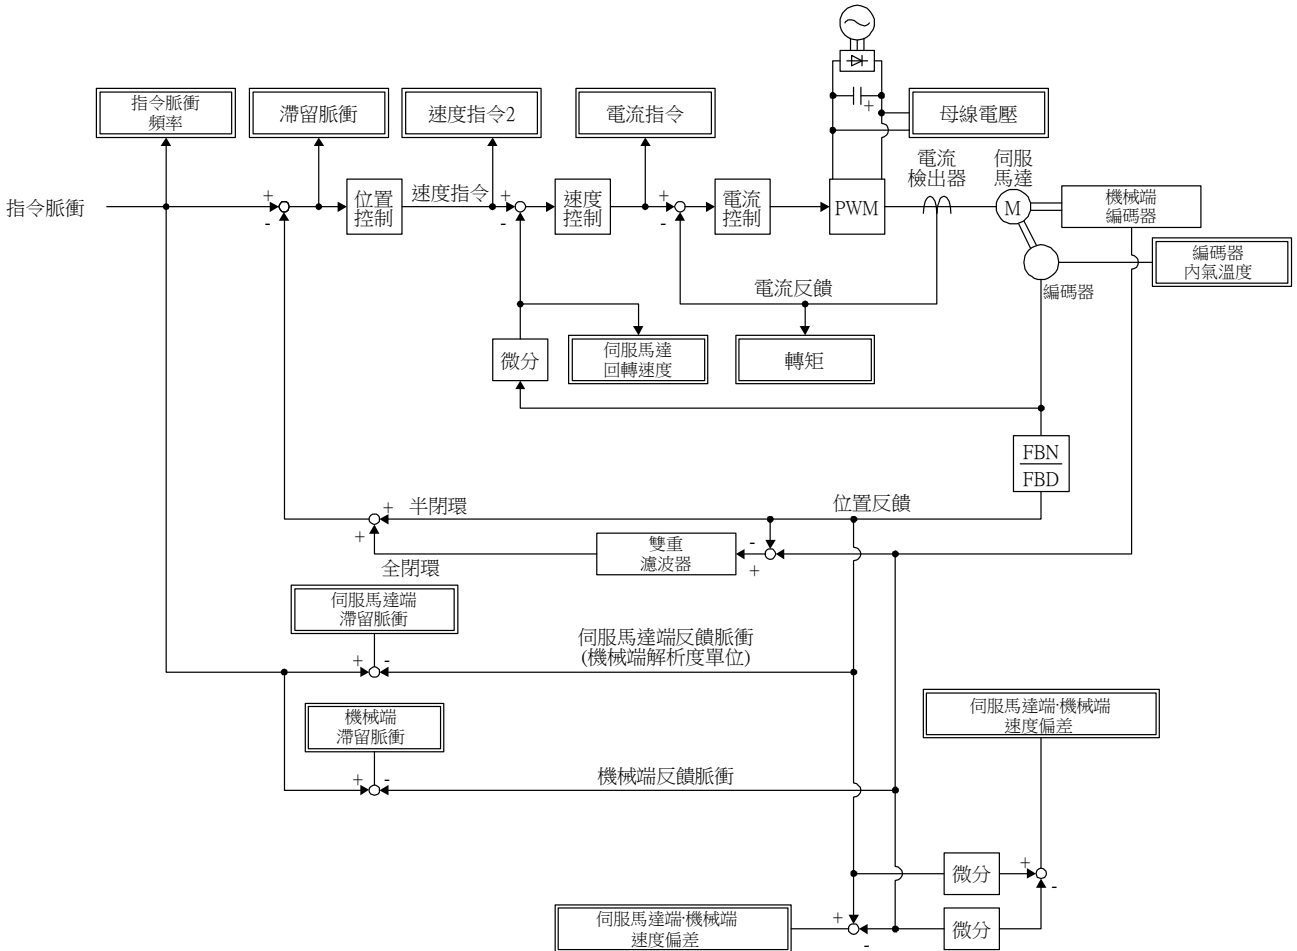 指令脈衝
頻率
滯留脈衝
速度指令2
電流指令
+
母線電壓
電流
檢出器
伺服
馬達
指令脈衝
+
-
位置
控制
速度指令
+
-
速度
控制
+
-
電流
控制
PWM
M
機械端
編碼器
編碼器
內氣溫度
編碼器
電流反饋
微分
伺服馬達
回轉速度
轉矩
FBN
FBD
+
半閉環
位置反饋
+
全閉環
雙重
濾波器
-
+
伺服馬達端
滯留脈衝
+
-
伺服馬達端反饋脈衝
(機械端解析度單位)
機械端
滯留脈衝
+
-
機械端反饋脈衝
伺服馬達端·機械端
速度偏差
微分
+
-
伺服馬達端·機械端
速度偏差
+
-
微分